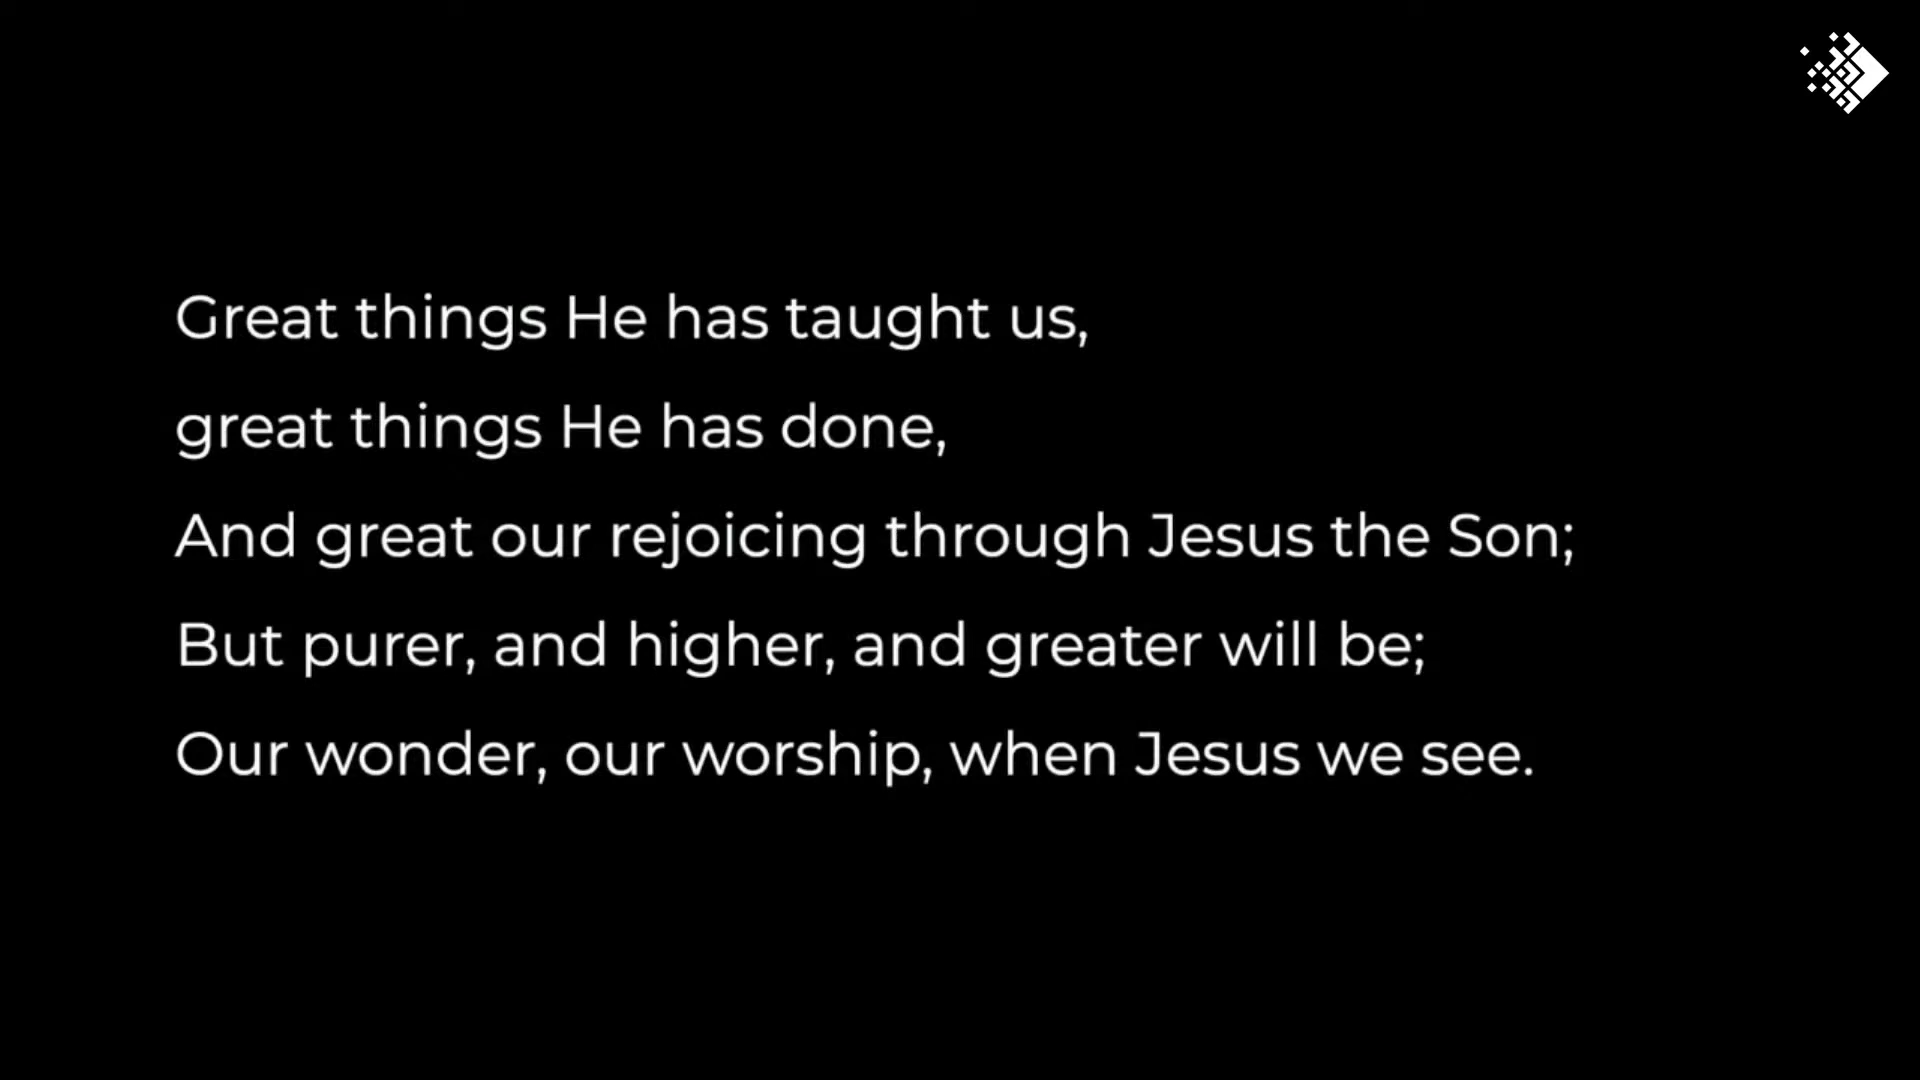 Great things He has taught us,
great things He has done,
And great our rejoicing through Jesus the Son;
But purer, and higher, and greater will be;
Our wonder, our worship, when Jesus we see.